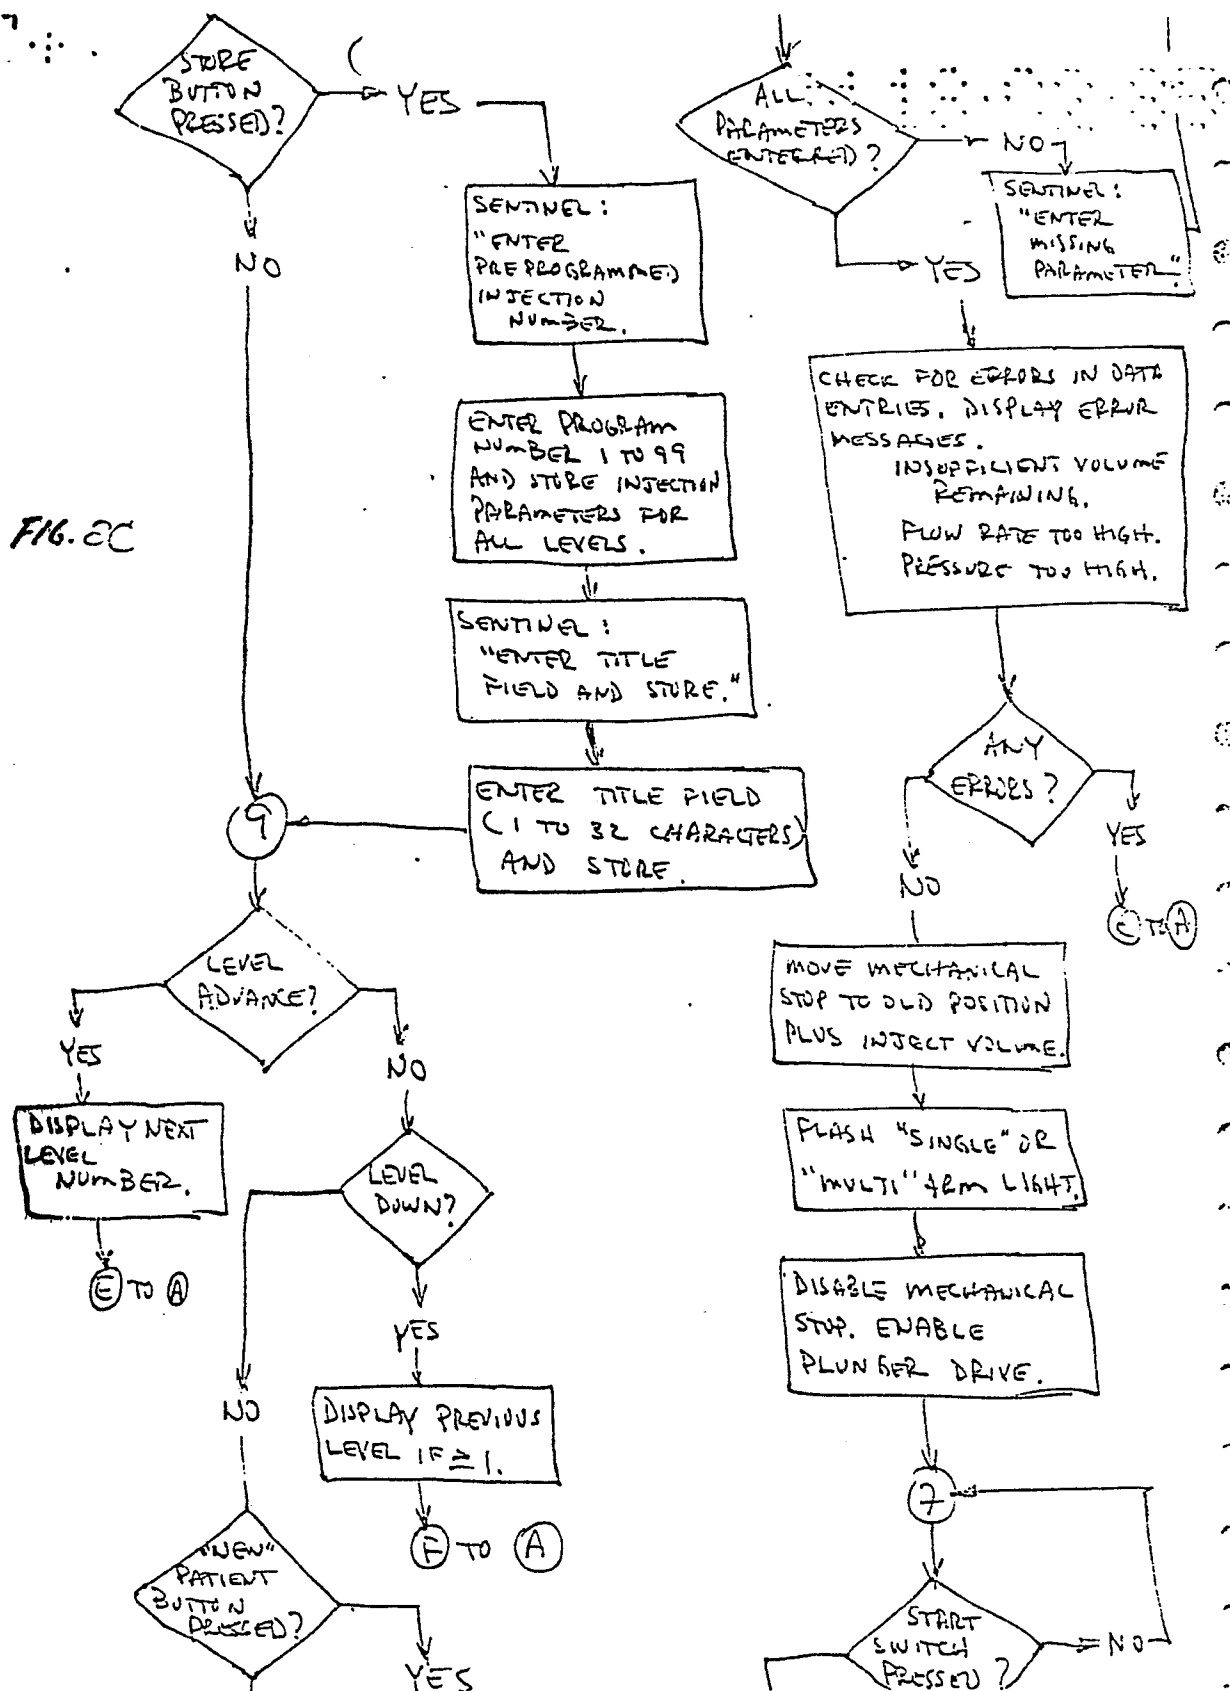 STORE
BUTTON
PRESSED?
YES
NO
SENTINEL:
"ENTER
PREPROGRAMMED
INJECTION
NUMBER.
ENTER PROGRAM
NUMBER 1 TO 99
AND STORE INJECTION
PARAMETERS FOR
ALL LEVELS.
FIG.
SENTINEL:
"ENTER TITLE
FIELD AND STORE."
ENTER TITLE FIELD
(1 TO 32 CHARACTERS)
AND STORE.
9
LEVEL
ADVANCE?
YES
NO
DISPLAY NEXT
LEVEL
NUMBER.
E TO A
LEVEL
DOWN?
YES
NO
DISPLAY PREVIOUS
LEVEL IF ≥ 1.
TO A
"NEW"
PATIENT
BUTTON
PRESSED?
YES
ALL
PARAMETERS
ENTERED?
NO
SENTINEL:
"ENTER
MISSING
PARAMETER."
YES
CHECK FOR ERRORS IN DATA
ENTRIES. DISPLAY ERROR
MESSAGES.
INSUFFICIENT VOLUME
REMAINING.
FLOW RATE TOO HIGH.
PRESSURE TOO HIGH.
ANY
ERRORS?
YES
TO A
NO
MOVE MECHANICAL
STOP TO OLD POSITION
PLUS INJECT VOLUME.
FLASH "SINGLE" OR
"MULTI" ARM LIGHT.
DISABLE MECHANICAL
STOP. ENABLE
PLUNGER DRIVE.
7
START
SWITCH
PRESSED?
NO